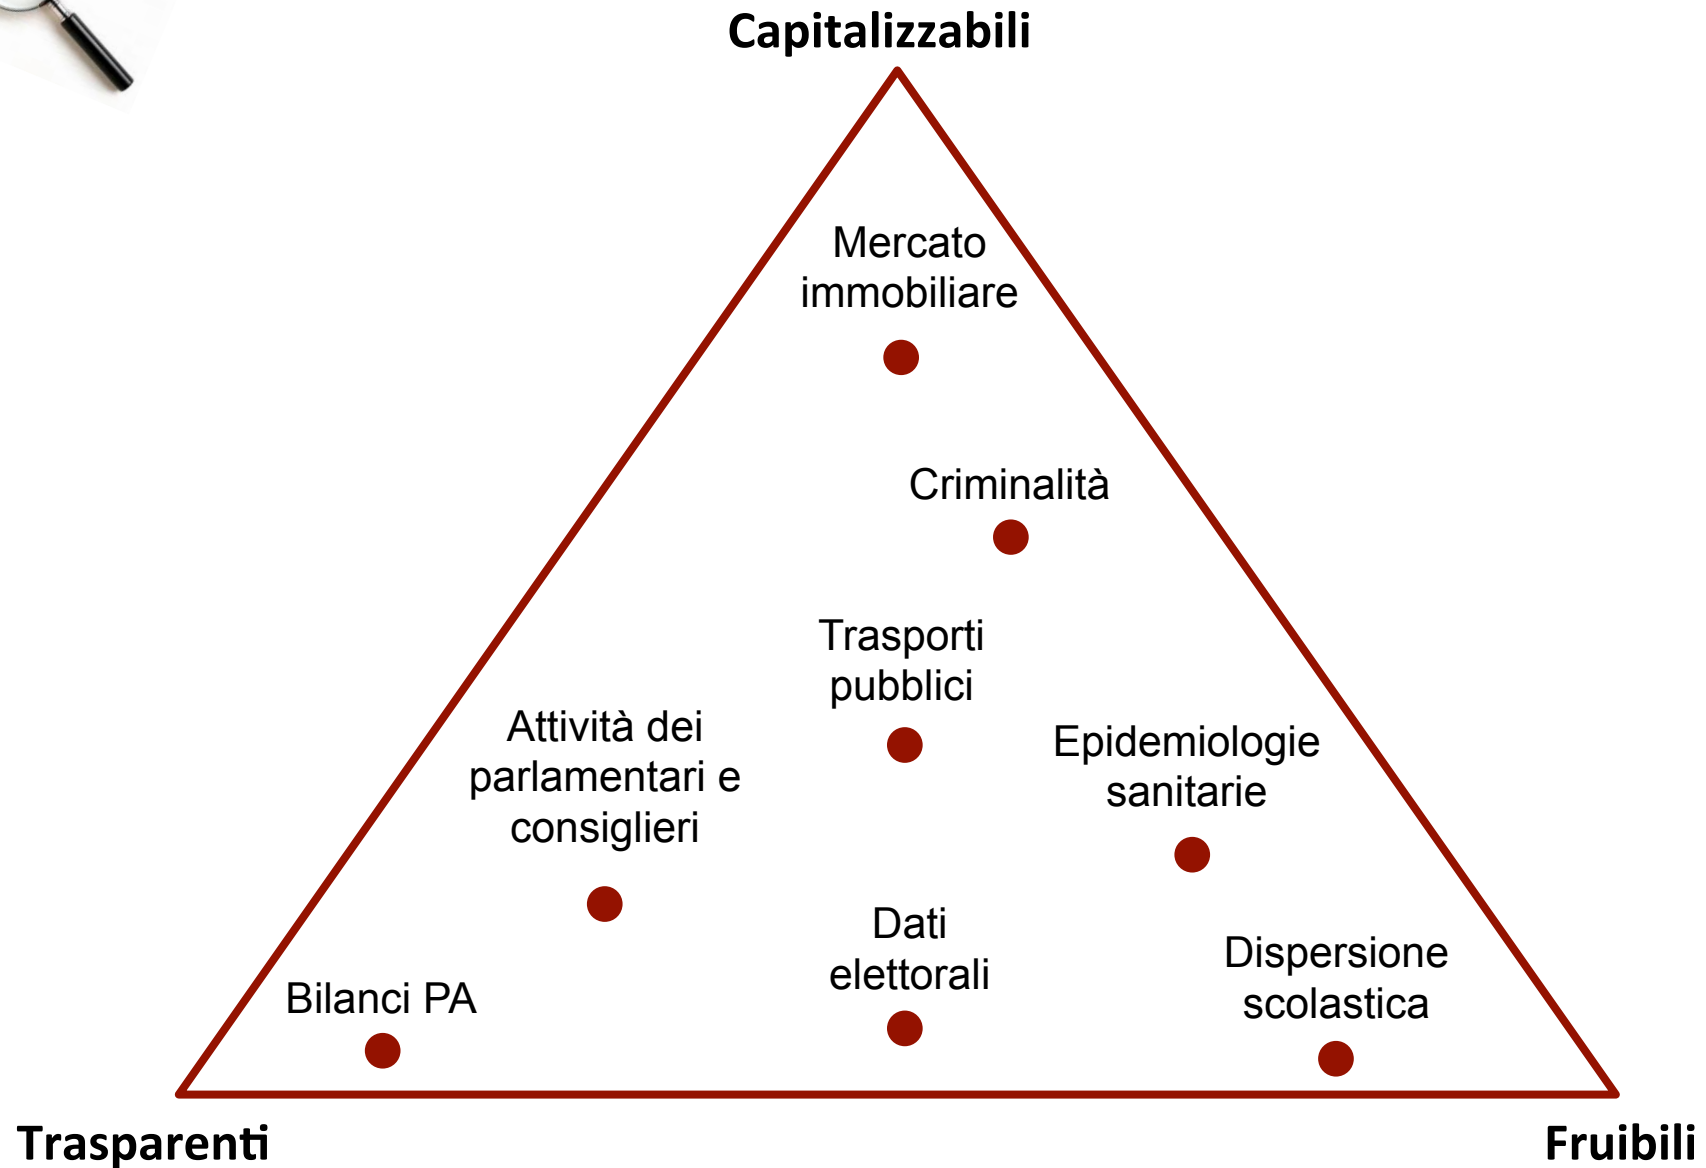 Capitalizzabili
Mercato
immobiliare
Criminalità
Trasporti
pubblici
Attività dei
parlamentari e
consiglieri
Epidemiologie
sanitarie
Dati
elettorali
Dispersione
scolastica
Bilanci PA
Trasparenti
Fruibili